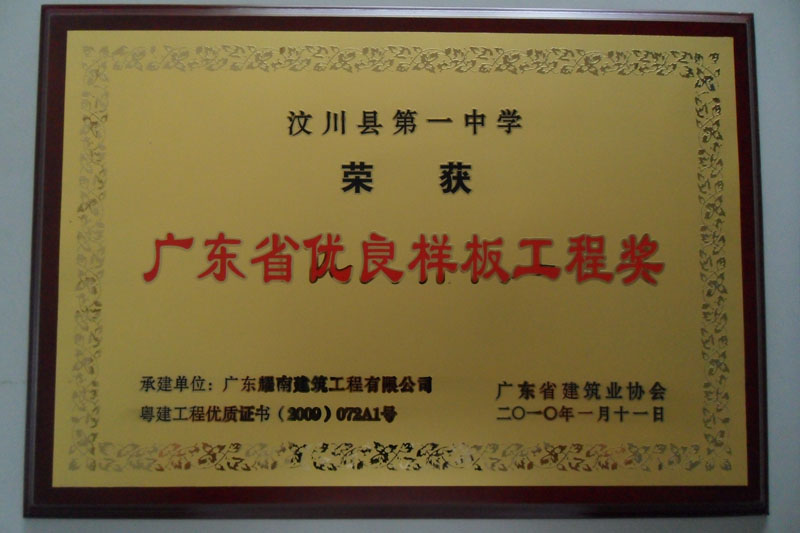 汶川县第一中学
荣 获
广东省优良样板工程奖
承建单位：广东耀南建筑工程有限公司
粤建工程优质证书（2009）072A1号
广东省建筑业协会
二〇一〇年一月十一日